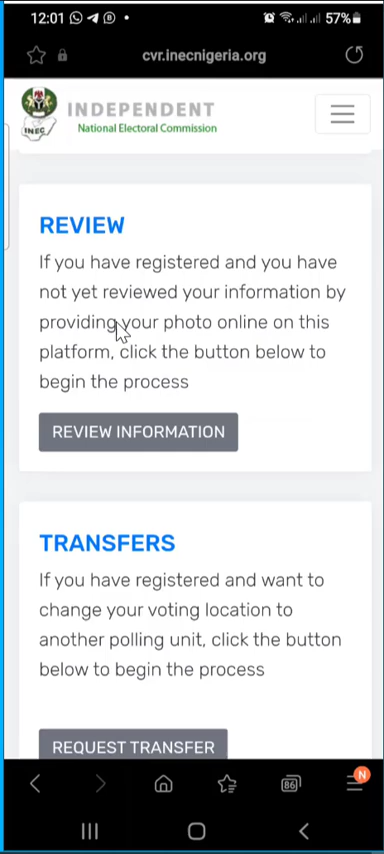 12:01
57%
cvr.inecnigeria.org
INDEPENDENT
National Electoral Commission
INEC
REVIEW
If you have registered and you have
not yet reviewed your information by
providing your photo online on this
platform, click the button below to
begin the process
REVIEW INFORMATION
TRANSFERS
If you have registered and want to
change your voting location to
another polling unit, click the button
below to begin the process
REQUEST TRANSFER
86
N